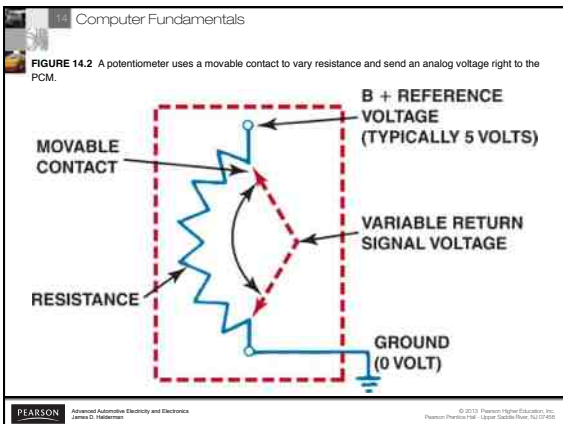 14 Computer Fundamentals
FIGURE 14.2 A potentiometer uses a movable contact to vary resistance and send an analog voltage right to the
PCM.
B + REFERENCE
VOLTAGE
(TYPICALLY 5 VOLTS)
MOVABLE
CONTACT
VARIABLE RETURN
SIGNAL VOLTAGE
RESISTANCE
GROUND
(0 VOLT)
PEARSON
Advanced Automotive Electricity and Electronics
James D. Halderman
© 2013 Pearson Higher Education, Inc.
Pearson Prentice Hall - Upper Saddle River, NJ 07458